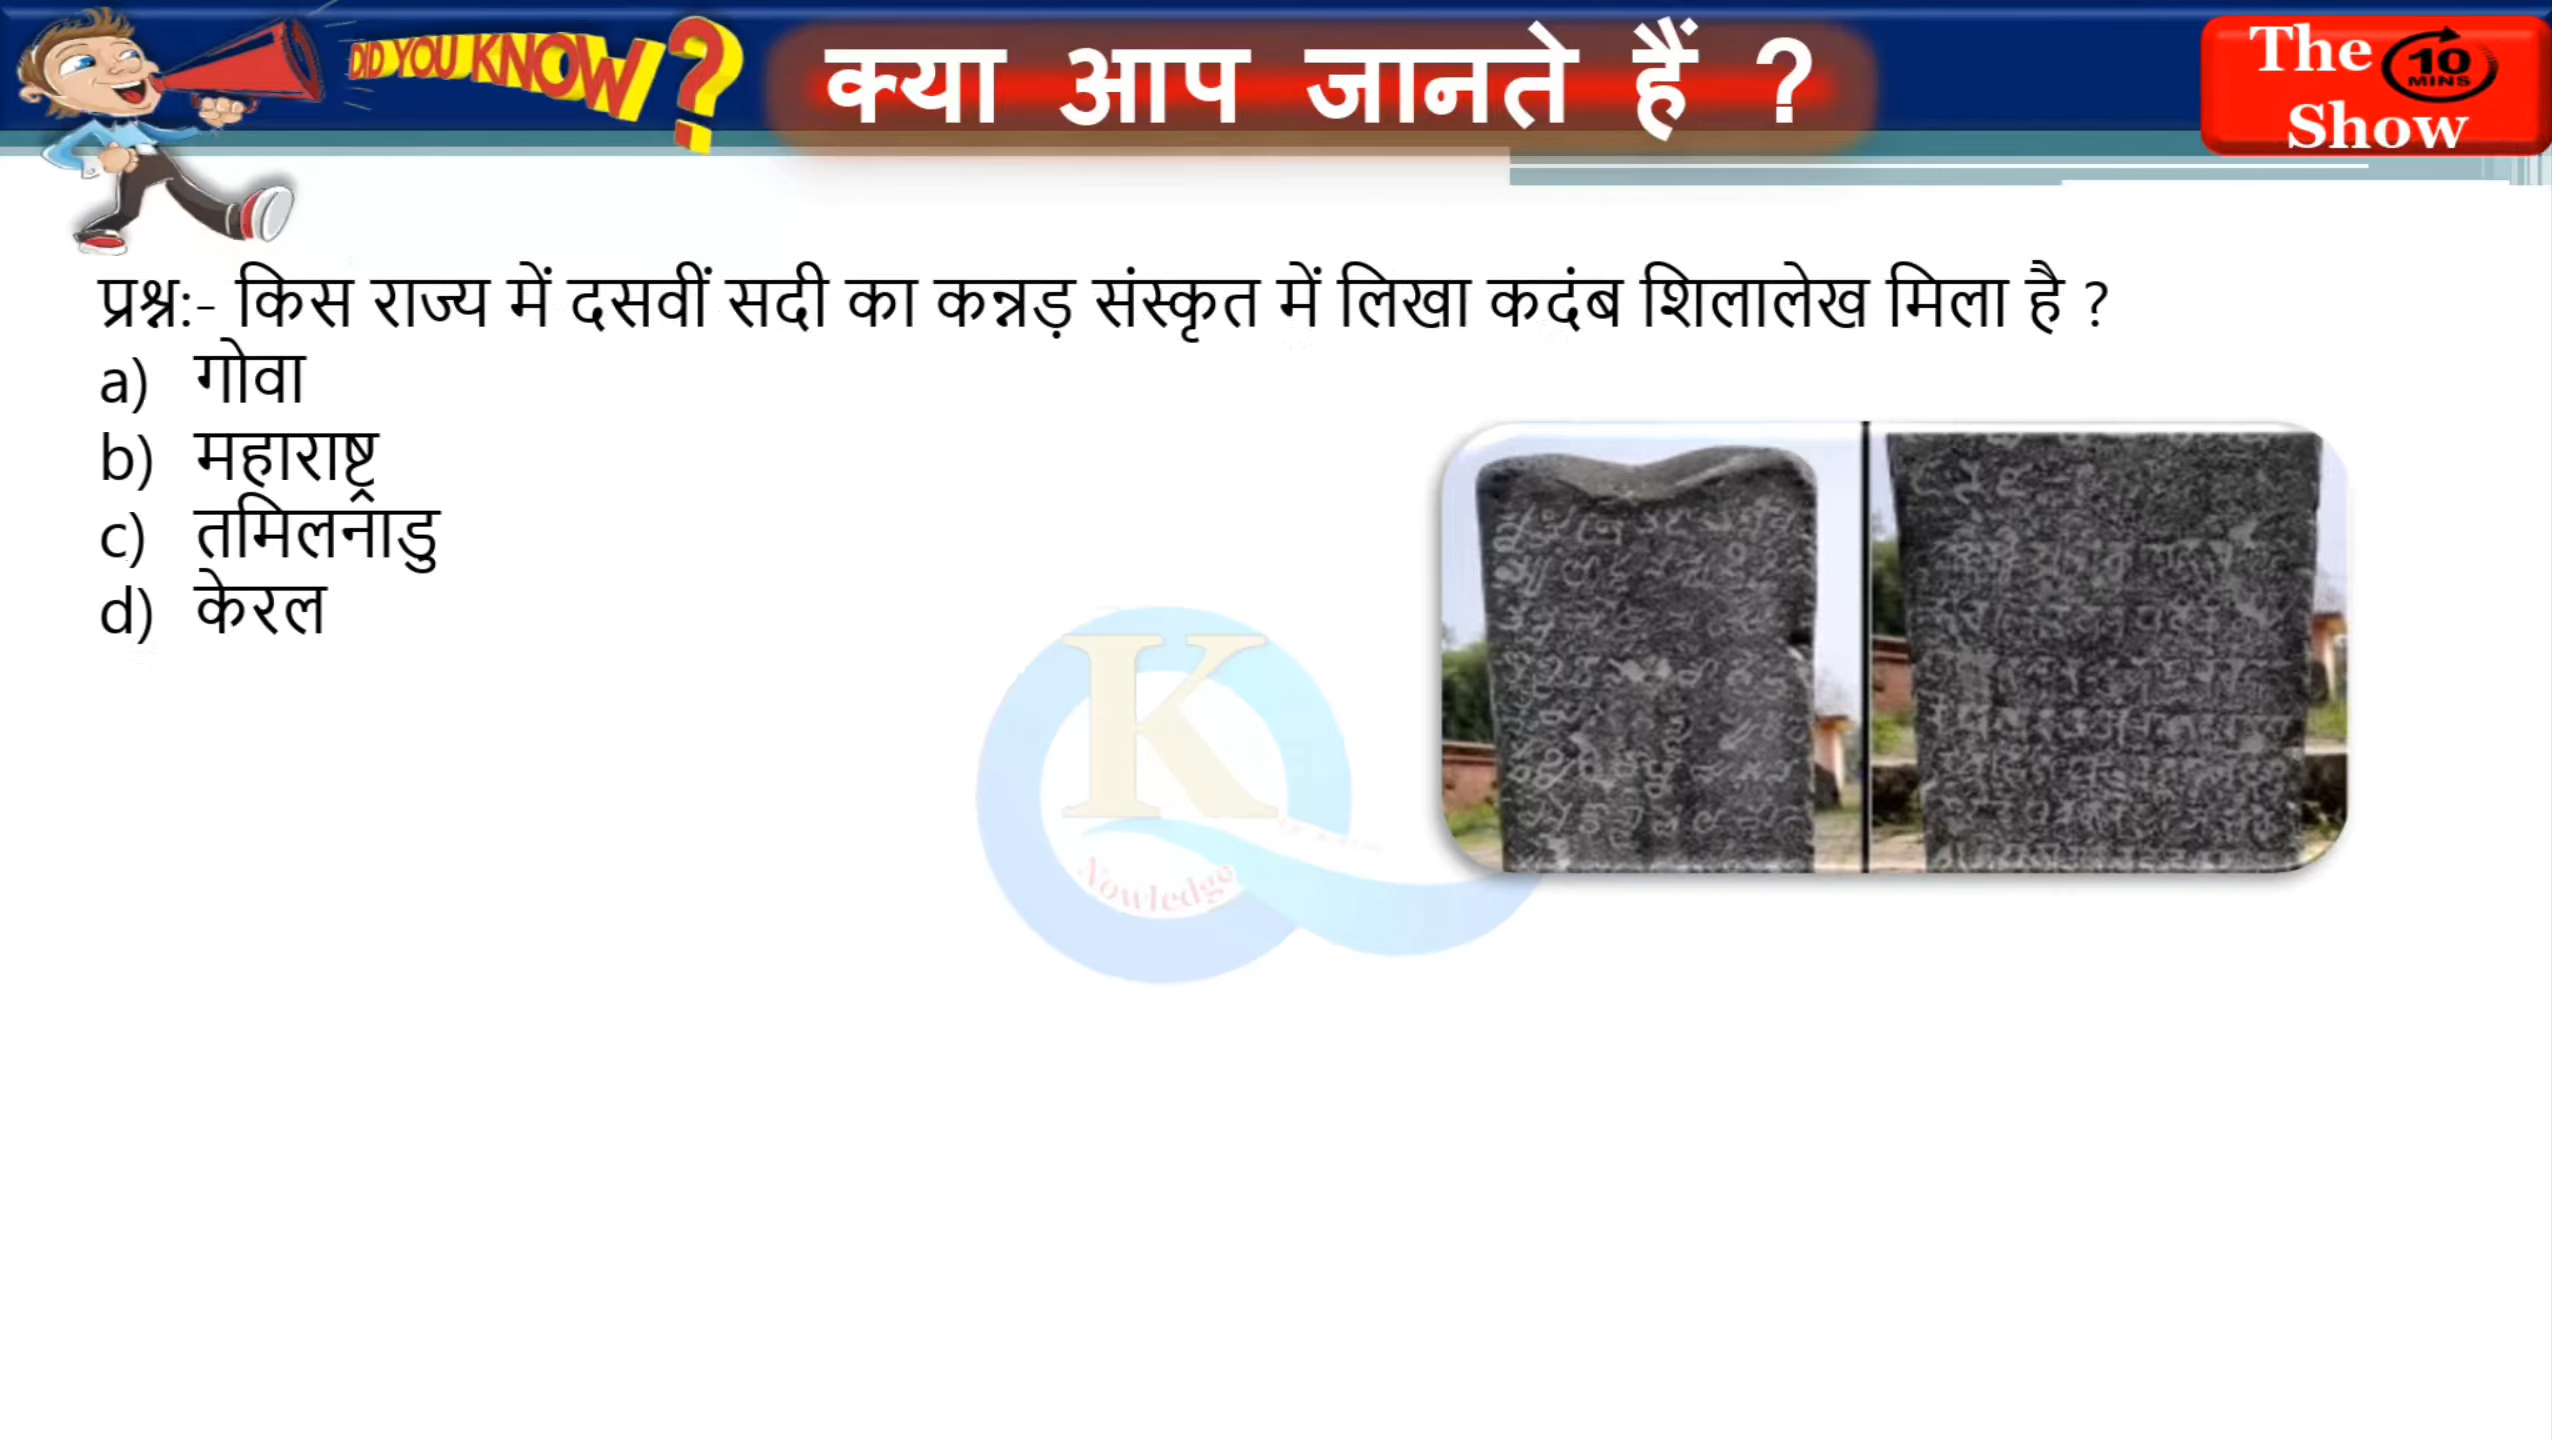 DID YOU KNOW?
क्या आप जानते हैं ?
The 10 MINS
Show
प्रश्न:- किस राज्य में दसवीं सदी का कन्नड़ संस्कृत में लिखा कदंब शिलालेख मिला है ?
a) गोवा
b) महाराष्ट्र
c) तमिलनाडु
d) केरल
K
Nowledge